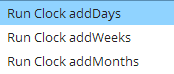 Run Clock addDays
Run Clock addWeeks
Run Clock addMonths